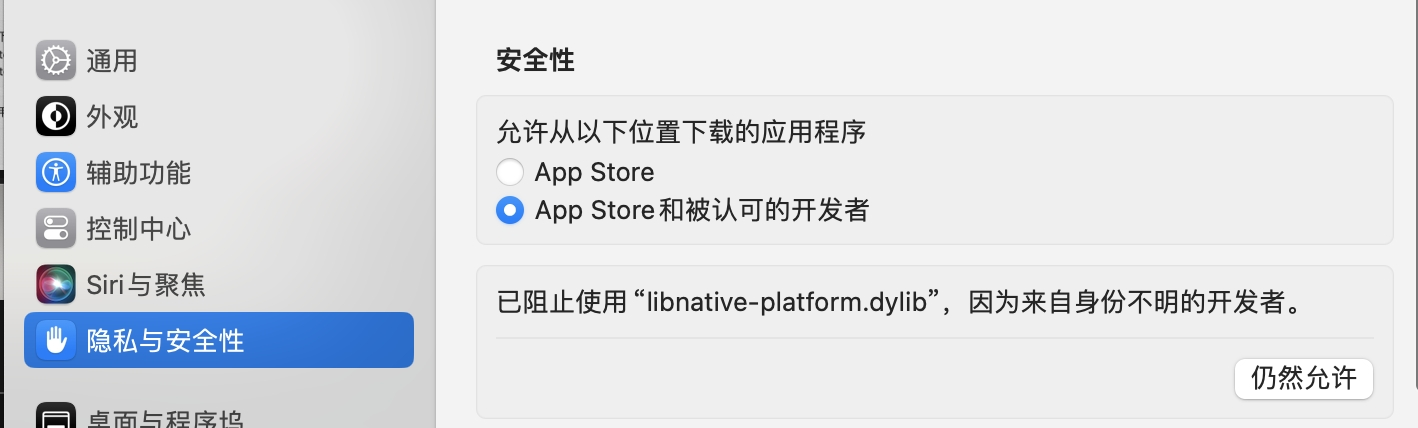 通用
外观
辅助功能
控制中心
Siri与聚焦
隐私与安全性
桌面与程序坞
安全性
允许从以下位置下载的应用程序
App Store
App Store和被认可的开发者
已阻止使用“libnative-platform.dylib”，因为来自身份不明的开发者。
仍然允许